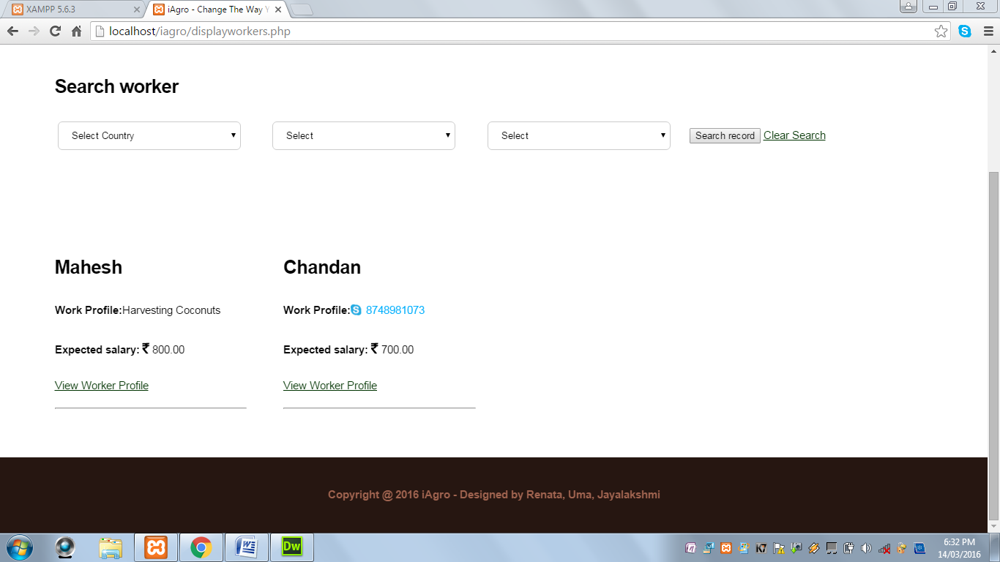 XAMPP 5.6.3
iAgro - Change The Way Y
localhost/iagro/displayworkers.php
Search worker
Select Country
Select
Select
Search record Clear Search
Mahesh
Chandan
Work Profile:Harvesting Coconuts
Work Profile: 8748981073
Expected salary: ₹ 800.00
Expected salary: ₹ 700.00
View Worker Profile
View Worker Profile
Copyright @ 2016 iAgro - Designed by Renata, Uma, Jayalakshmi
Dw
K7
6:32 PM
14/03/2016